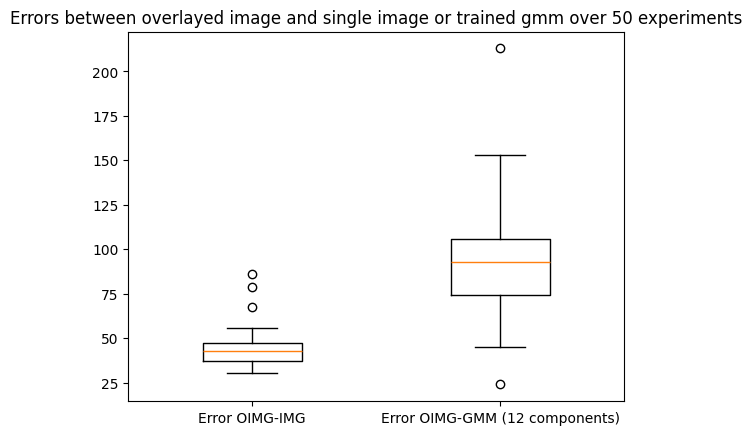 Errors between overlayed image and single image or trained gmm over 50 experiments
200
175
150
125
100
75
50
25
Error OIMG-IMG
Error OIMG-GMM (12 components)